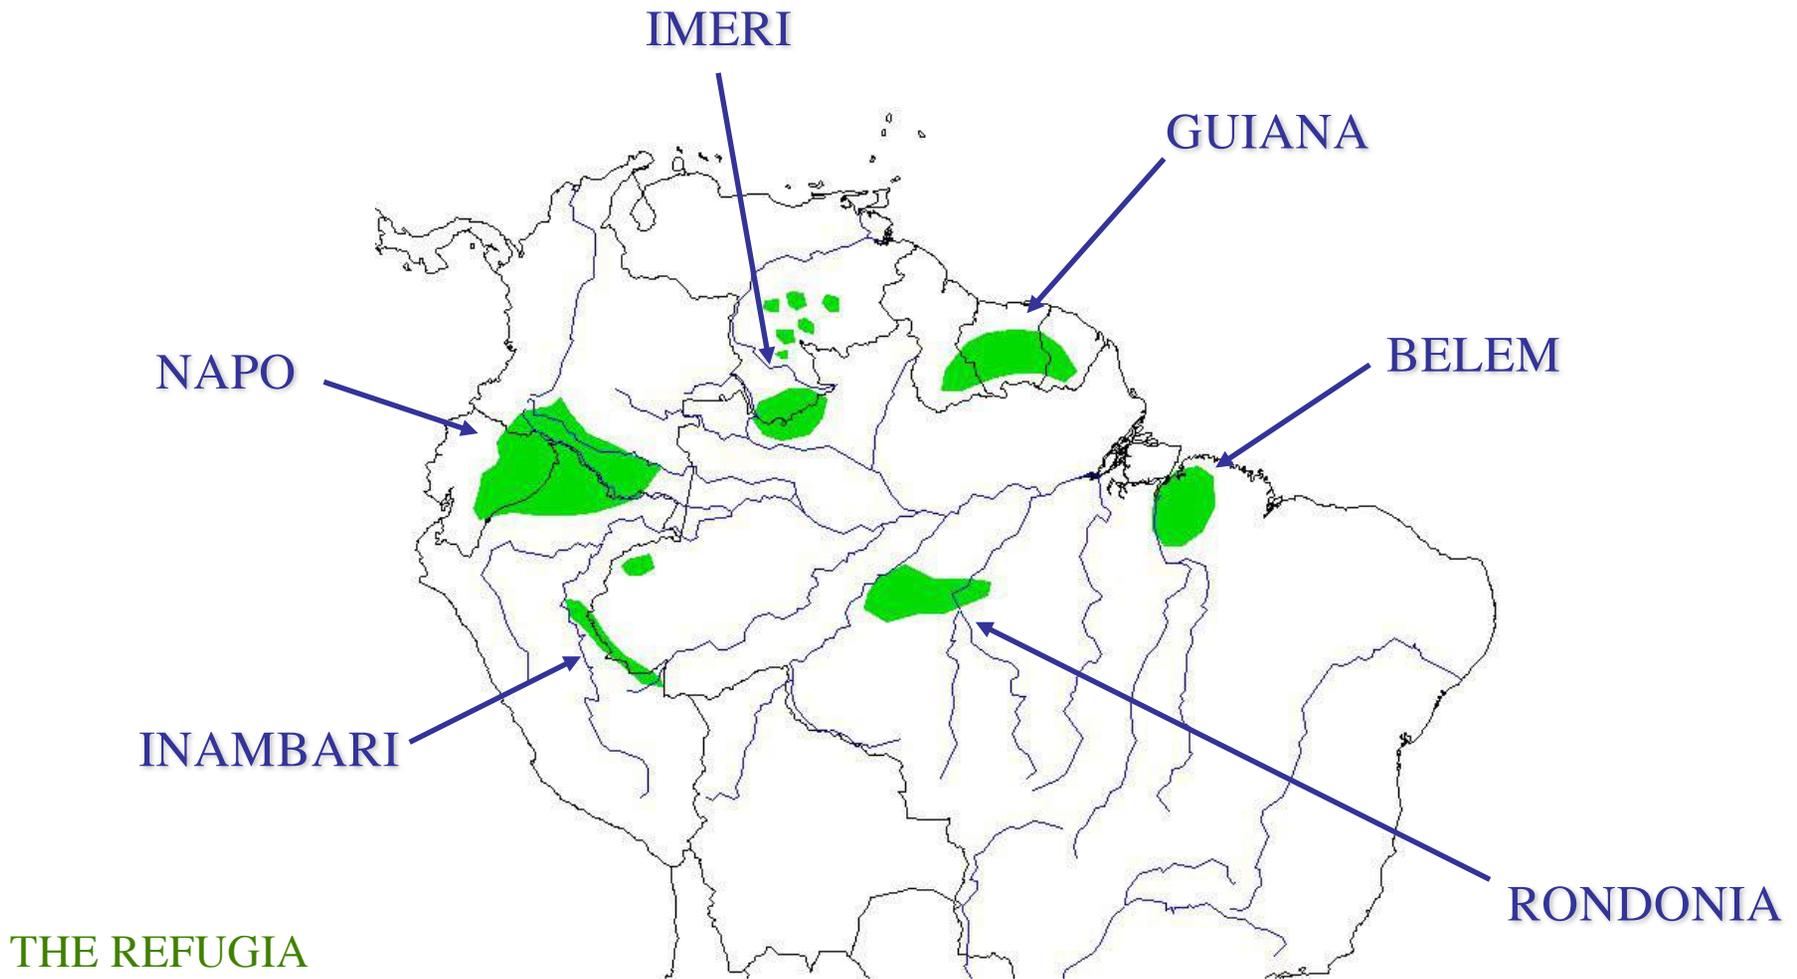 IMERI
GUIANA
BELEM
NAPO
INAMBARI
RONDONIA
THE REFUGIA